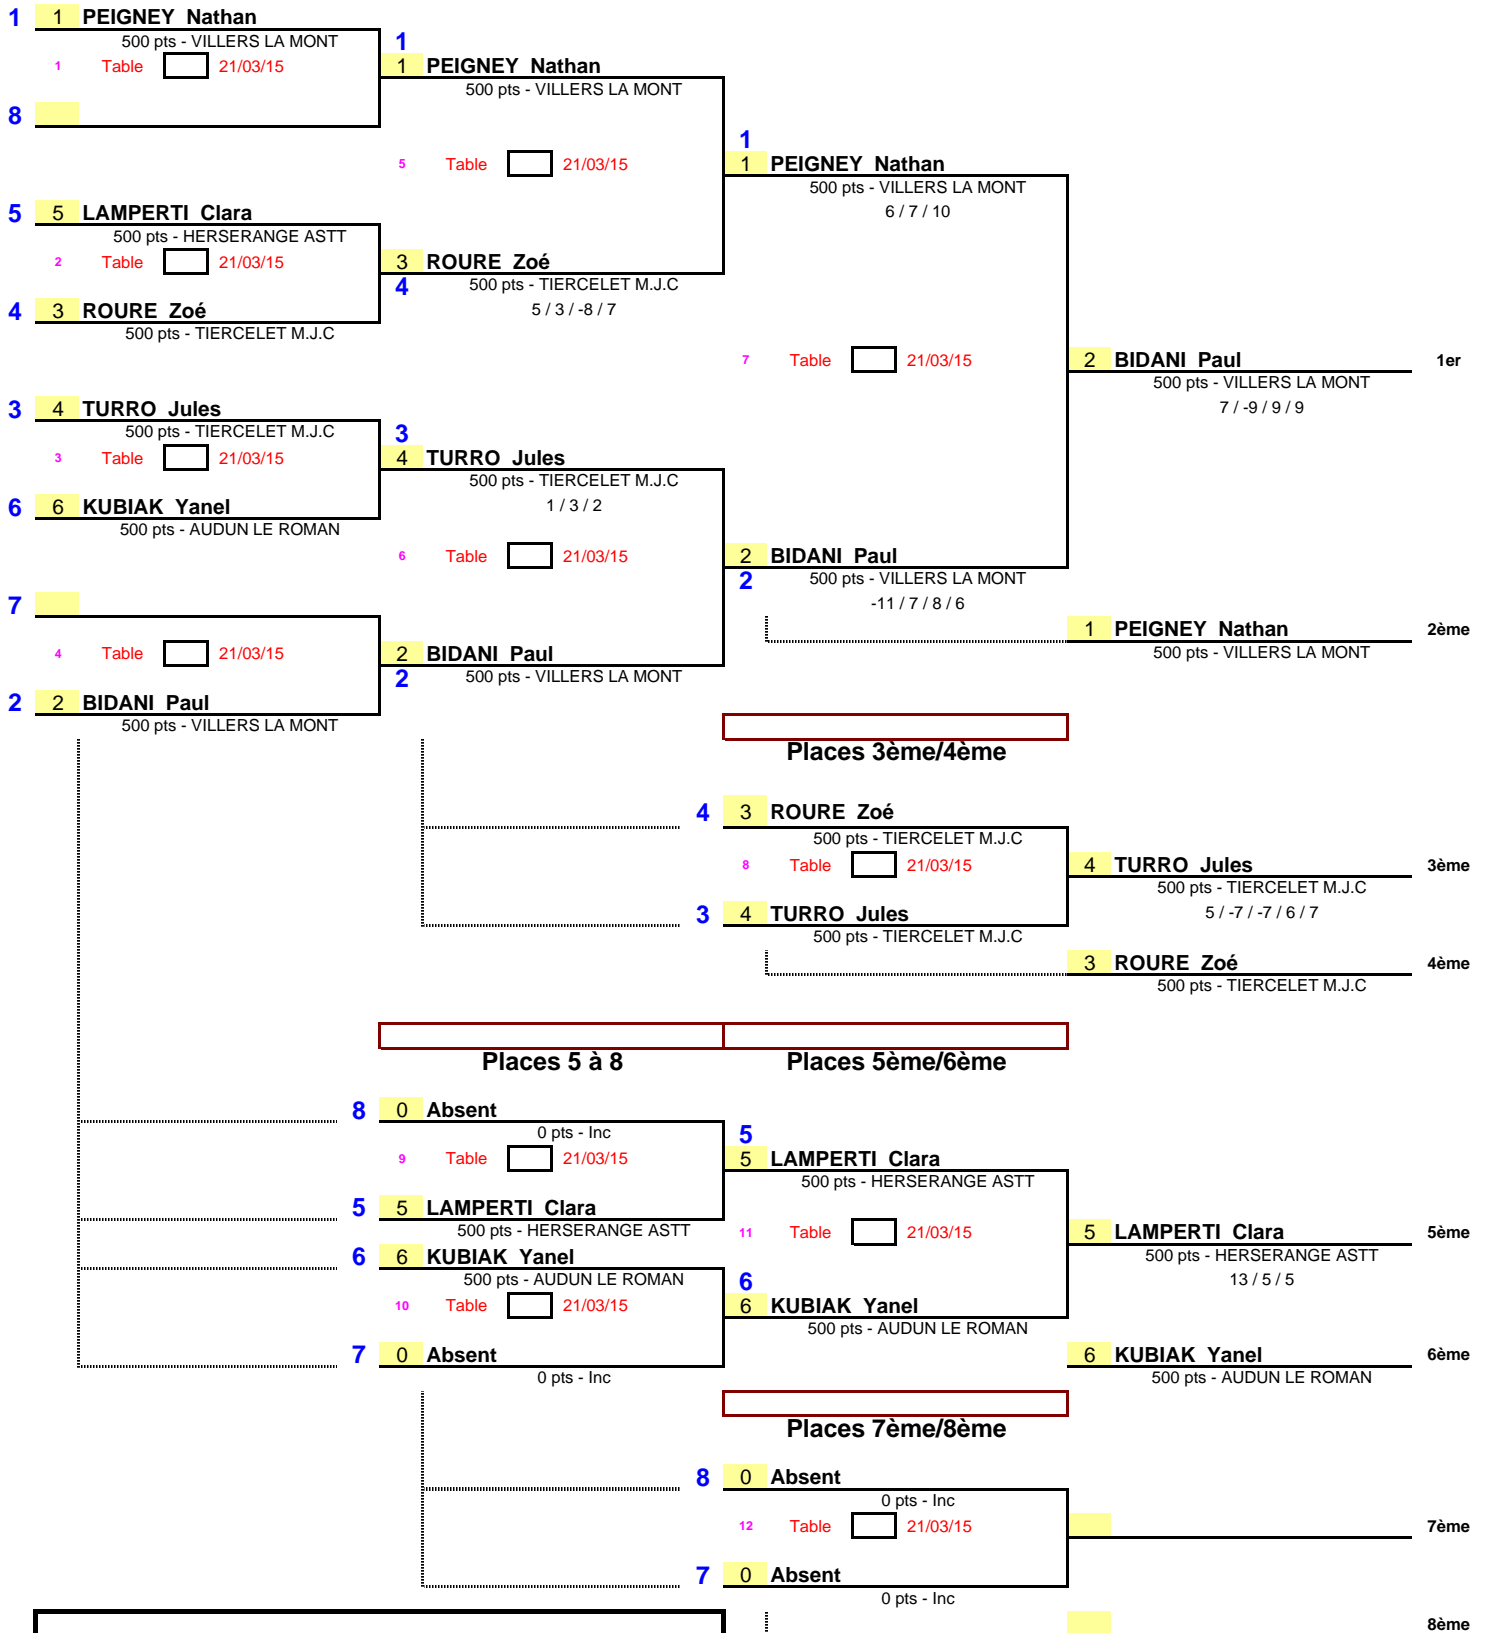 1 1 PEIGNEY Nathan
500 pts - VILLERS LA MONT 1
1 Table 21/03/15 1 PEIGNEY Nathan
500 pts - VILLERS LA MONT
8
1
5 Table 21/03/15 1 PEIGNEY Nathan
500 pts - VILLERS LA MONT
5 5 LAMPERTI Clara 6 / 7 / 10
500 pts - HERSERANGE ASTT
2 Table 21/03/15 3 ROURE Zoé
4 500 pts - TIERCELET M.J.C
4 3 ROURE Zoé 5 / 3 / -8 / 7
500 pts - TIERCELET M.J.C
7 Table 21/03/15 2 BIDANI Paul 1er
500 pts - VILLERS LA MONT
3 4 TURRO Jules 7 / -9 / 9 / 9
500 pts - TIERCELET M.J.C 3
3 Table 21/03/15 4 TURRO Jules
500 pts - TIERCELET M.J.C
6 6 KUBIAK Yanel 1 / 3 / 2
500 pts - AUDUN LE ROMAN
6 Table 21/03/15 2 BIDANI Paul
2 500 pts - VILLERS LA MONT
7 -11 / 7 / 8 / 6
1 PEIGNEY Nathan 2ème
4 Table 21/03/15 2 BIDANI Paul 500 pts - VILLERS LA MONT
2 500 pts - VILLERS LA MONT
2 2 BIDANI Paul
500 pts - VILLERS LA MONT
Places 3ème/4ème
4 3 ROURE Zoé
500 pts - TIERCELET M.J.C
8 Table 21/03/15 4 TURRO Jules 3ème
500 pts - TIERCELET M.J.C
3 4 TURRO Jules 5 / -7 / -7 / 6 / 7
500 pts - TIERCELET M.J.C
3 ROURE Zoé 4ème
500 pts - TIERCELET M.J.C
Places 5 à 8 Places 5ème/6ème
8 0 Absent
0 pts - Inc 5
9 Table 21/03/15 5 LAMPERTI Clara
500 pts - HERSERANGE ASTT
5 5 LAMPERTI Clara
500 pts - HERSERANGE ASTT 11 Table 21/03/15 5 LAMPERTI Clara 5ème
6 6 KUBIAK Yanel 500 pts - HERSERANGE ASTT
500 pts - AUDUN LE ROMAN 6 13 / 5 / 5
10 Table 21/03/15 6 KUBIAK Yanel
500 pts - AUDUN LE ROMAN
7 0 Absent 6 KUBIAK Yanel 6ème
0 pts - Inc 500 pts - AUDUN LE ROMAN
Places 7ème/8ème
8 0 Absent
0 pts - Inc
12 Table 21/03/15 7ème
7 0 Absent
0 pts - Inc
8ème